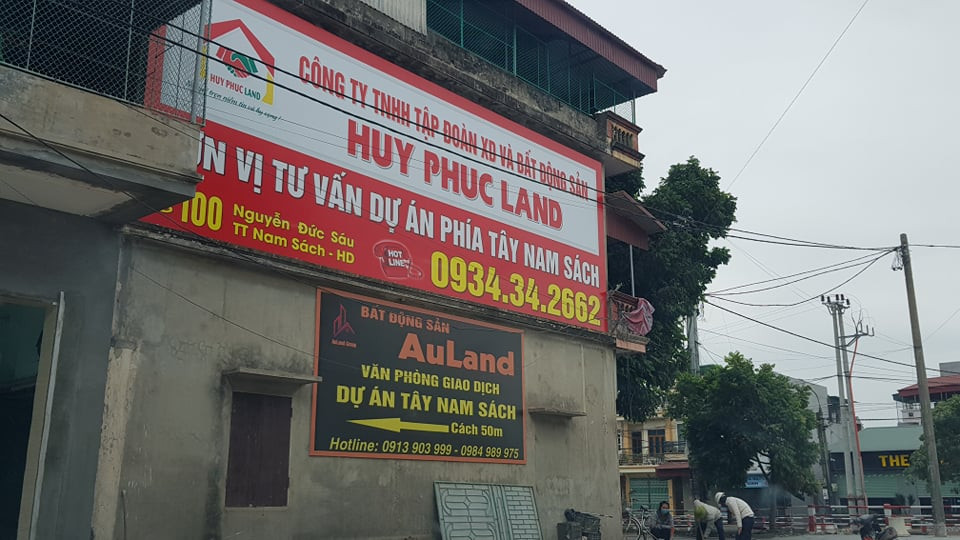 HUY PHUC LAND
CÔNG TY TNHH TẬP ĐOÀN XD VÀ BẤT ĐỘNG SẢN
HUY PHUC LAND
VỊ TƯ VẤN DỰ ÁN PHÍA TÂY NAM SÁCH
100 Nguyễn Đức Sáu
TT Nam Sách - HD
HOT
LINE
0934.34.2662
BẤT ĐỘNG SẢN
AuLand
AuLand Group
VĂN PHÒNG GIAO DỊCH
DỰ ÁN TÂY NAM SÁCH
Cách 50m
Hotline: 0913 903 999 - 0984 989 975
THE